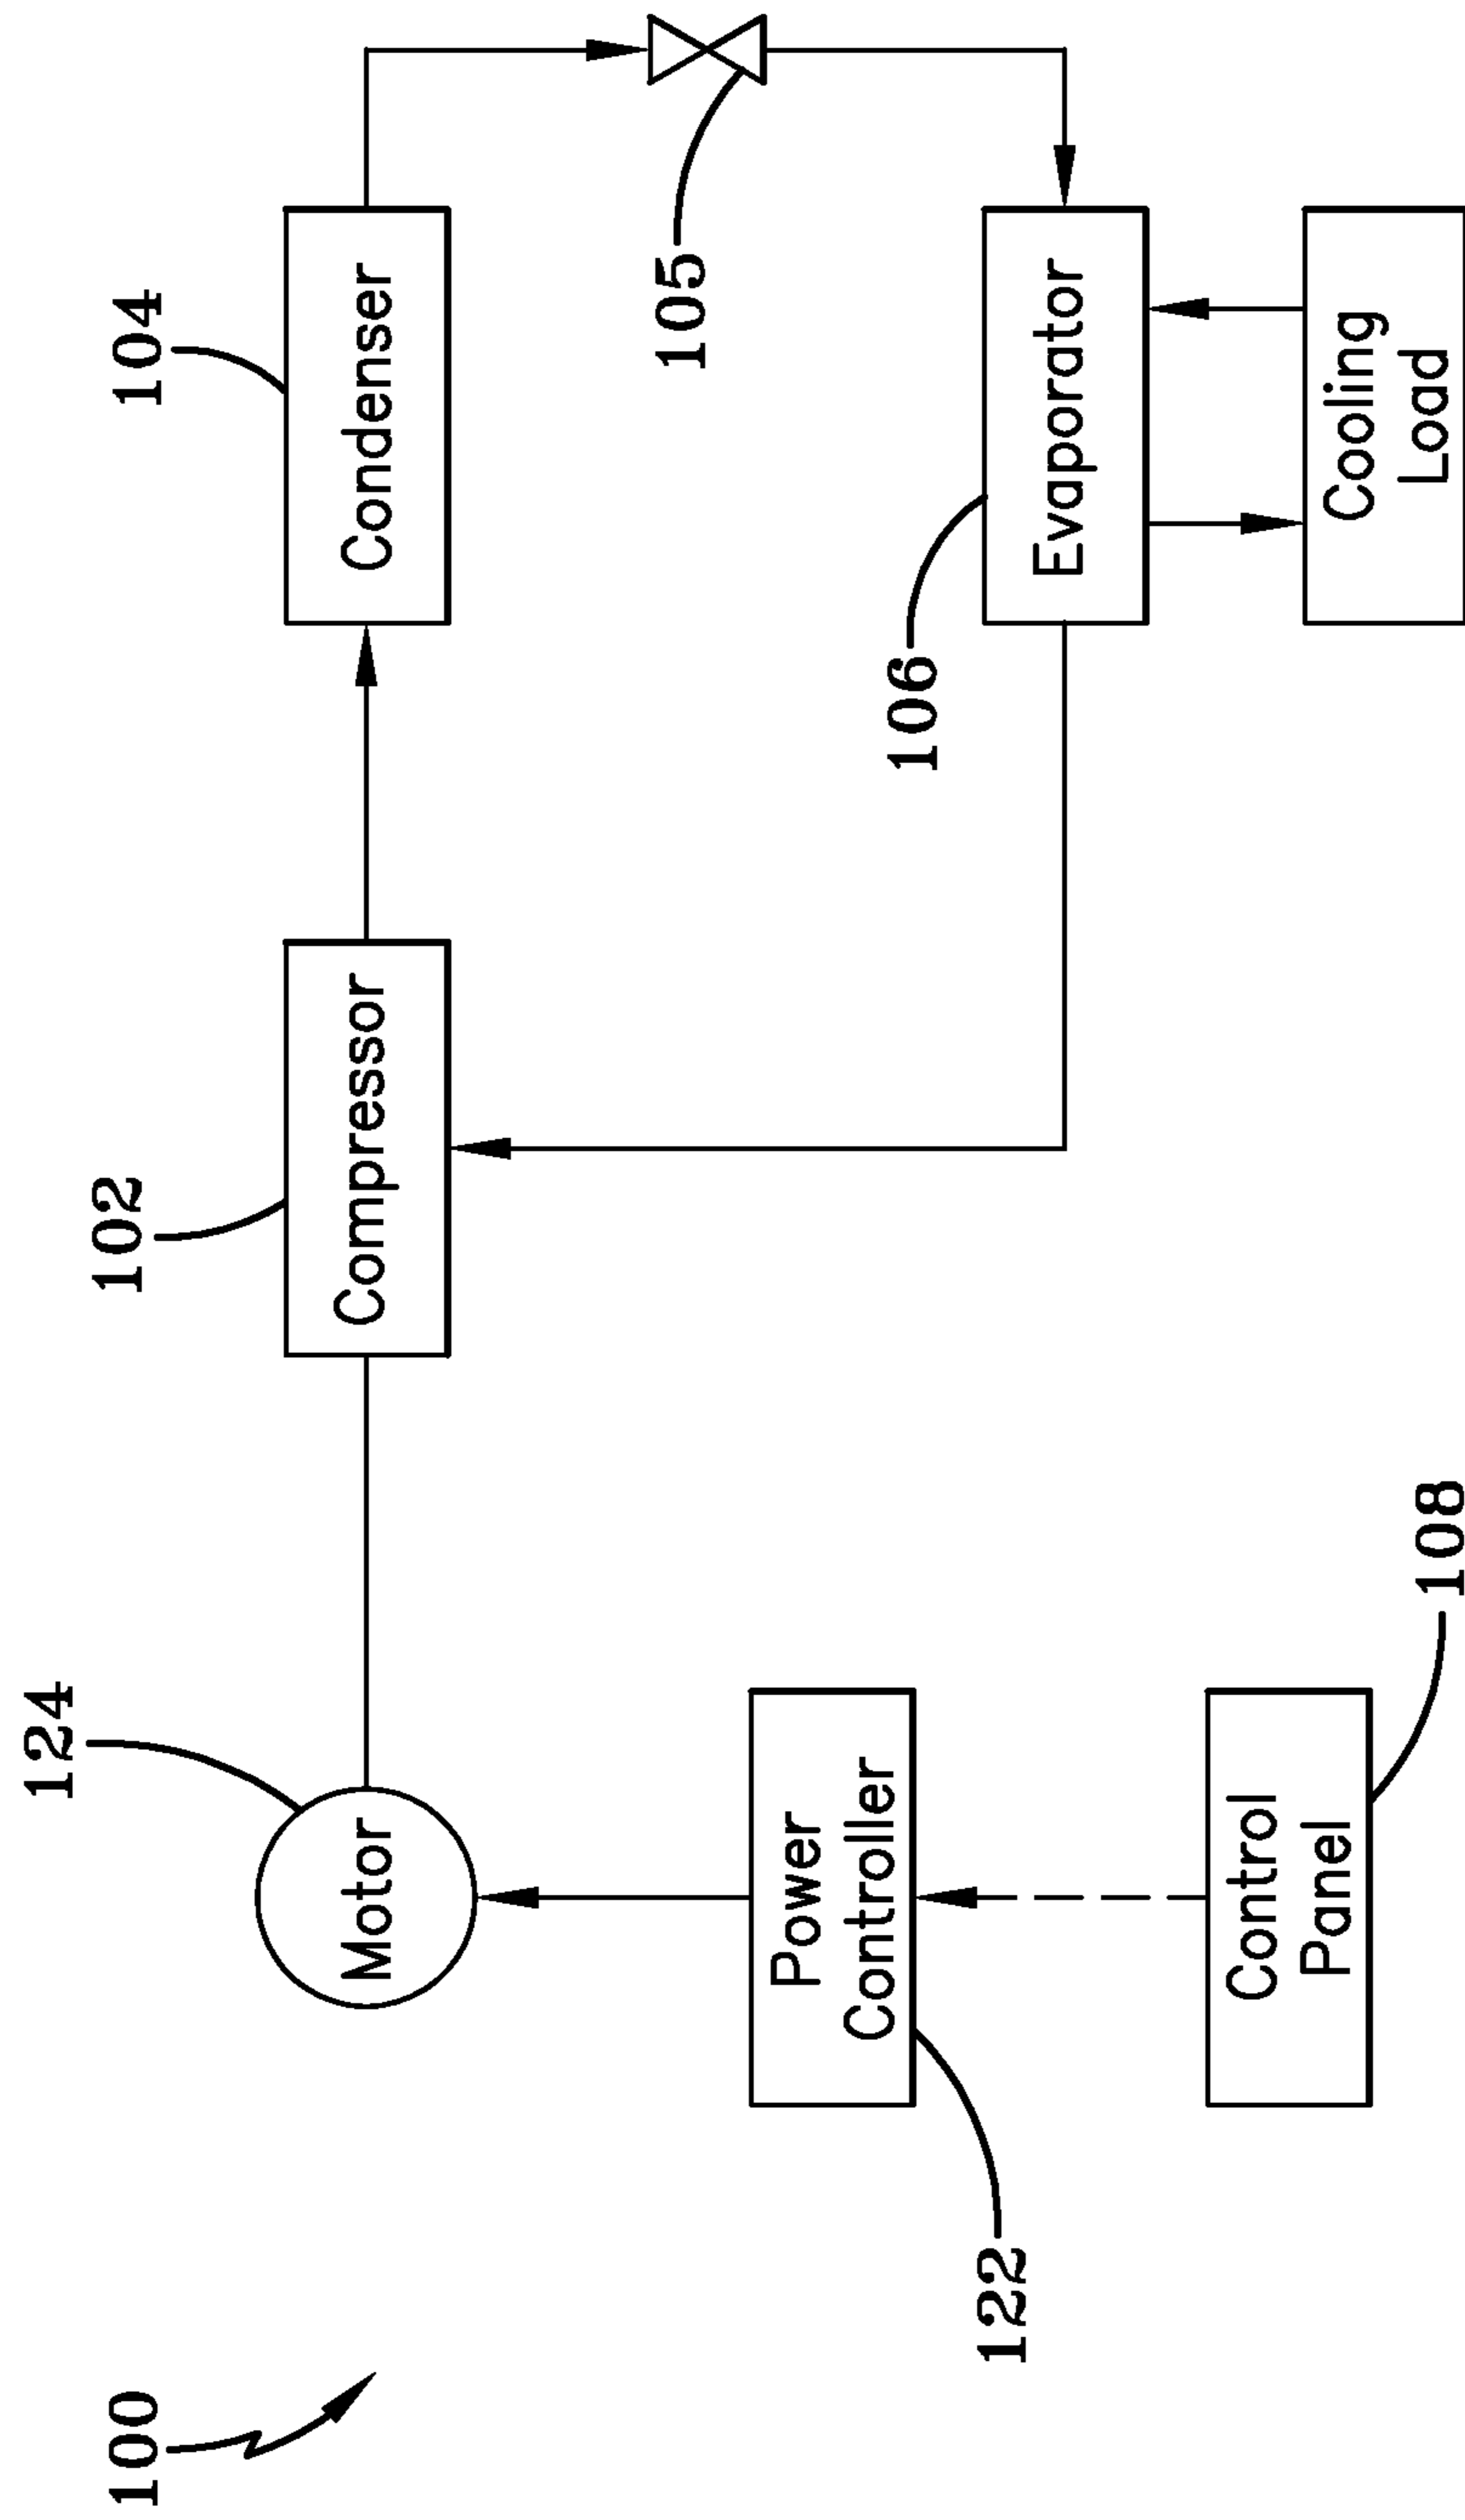 100
124
Motor
102
Compressor
104
Condenser
105
122
Power
Controller
106
Evaporator
108
Control
Panel
Cooling
Load